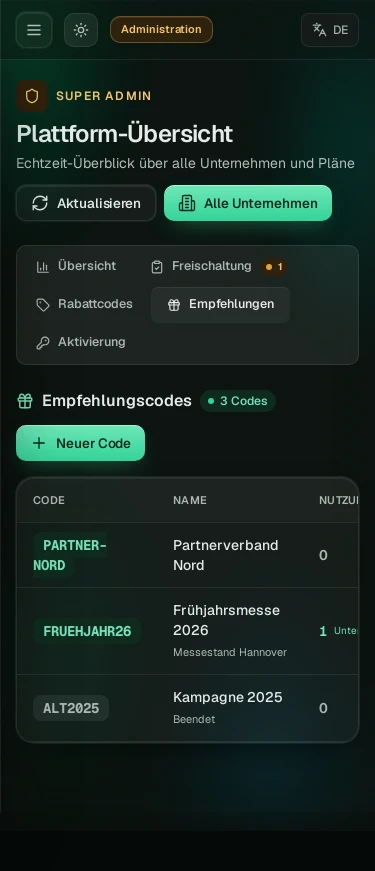 Administration
DE
SUPER ADMIN
Plattform-Übersicht
Echtzeit-Überblick über alle Unternehmen und Pläne
Aktualisieren
Alle Unternehmen
Übersicht
Freischaltung
1
Rabattcodes
Empfehlungen
Aktivierung
Empfehlungscodes
3 Codes
Neuer Code
CODE NAME
PARTNER-
NORD
Partnerverband
Nord
0
FRUEHJAHR26
Frühjahrsmesse
2026
Messestand Hannover
1
ALT2025
Kampagne 2025
Beendet
0